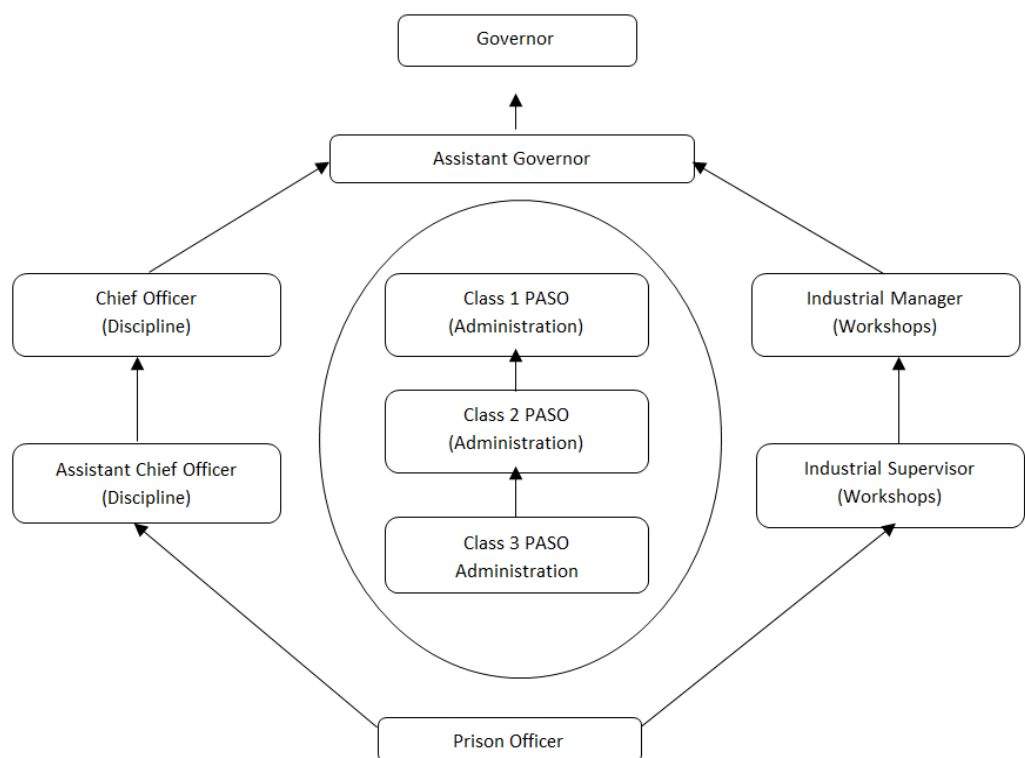 Governor
Assistant Governor
Chief Officer
(Discipline)
Class 1 PASO
(Administration)
Industrial Manager
(Workshops)
Class 2 PASO
(Administration)
Assistant Chief Officer
(Discipline)
Industrial Supervisor
(Workshops)
Class 3 PASO
Administration
Prison Officer